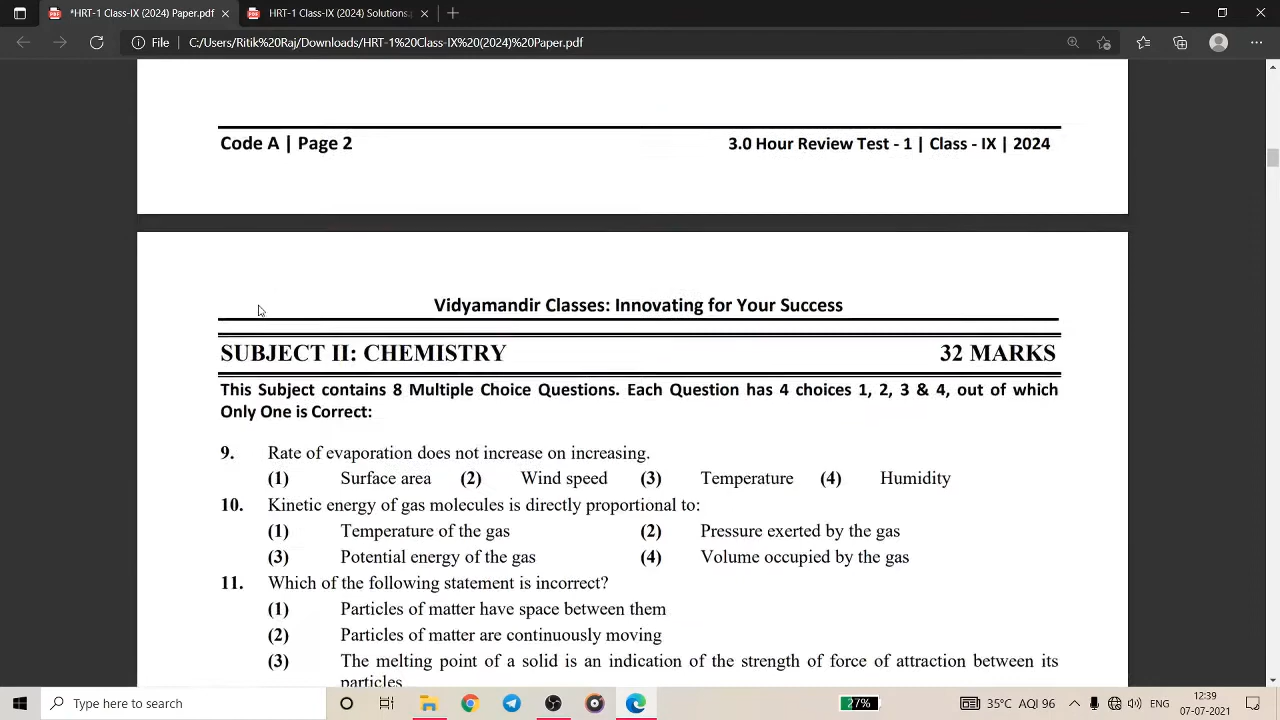 *HRT-1 Class-IX (2024) Paper.pdf
HRT-1 Class-IX (2024) Solutions
File
C:/Users/Ritik%20Raj/Downloads/HRT-1%20Class-IX%20(2024)%20Paper.pdf
Code A | Page 2
3.0 Hour Review Test - 1 | Class - IX | 2024
Vidyamandir Classes: Innovating for Your Success
SUBJECT II: CHEMISTRY 32 MARKS
This Subject contains 8 Multiple Choice Questions. Each Question has 4 choices 1, 2, 3 & 4, out of which
Only One is Correct:
9. Rate of evaporation does not increase on increasing.
(1) Surface area (2) Wind speed (3) Temperature (4) Humidity
10. Kinetic energy of gas molecules is directly proportional to:
(1) Temperature of the gas (2) Pressure exerted by the gas
(3) Potential energy of the gas (4) Volume occupied by the gas
11. Which of the following statement is incorrect?
(1) Particles of matter have space between them
(2) Particles of matter are continuously moving
(3) The melting point of a solid is an indication of the strength of force of attraction between its
particles
Type here to search
27%
35°C AQI 96
ENG
12:39
07-07-2021